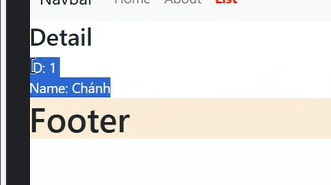 Navbar Home About List
Detail
ID: 1
Name: Chánh
Footer